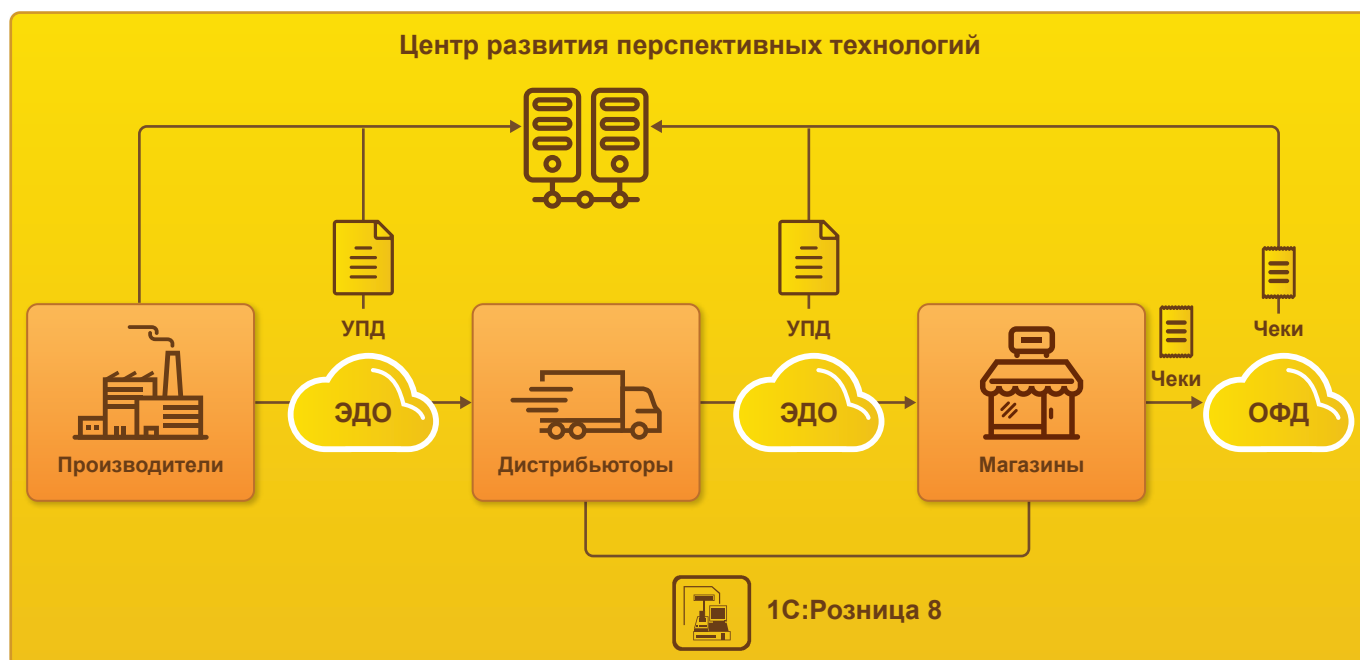 Центр развития перспективных технологий
УПД
УПД
Чеки
Чеки
ЭДО
ЭДО
ОФД
Производители
Дистрибьюторы
Магазины
1С:Розница 8